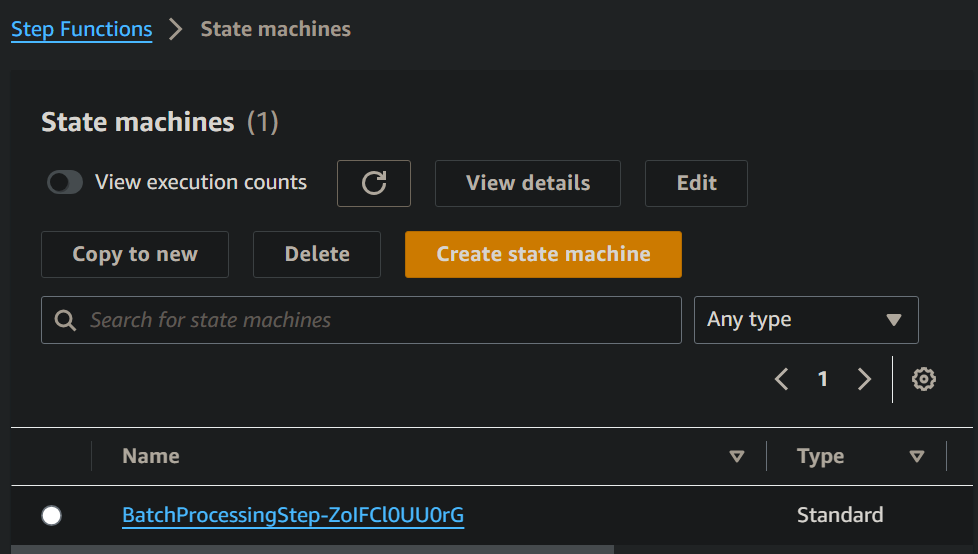 Step Functions > State machines
State machines (1)
View execution counts View details Edit
Copy to new Delete Create state machine
Search for state machines Any type
1
Name Type
BatchProcessingStep-ZoIFCl0UU0rG Standard